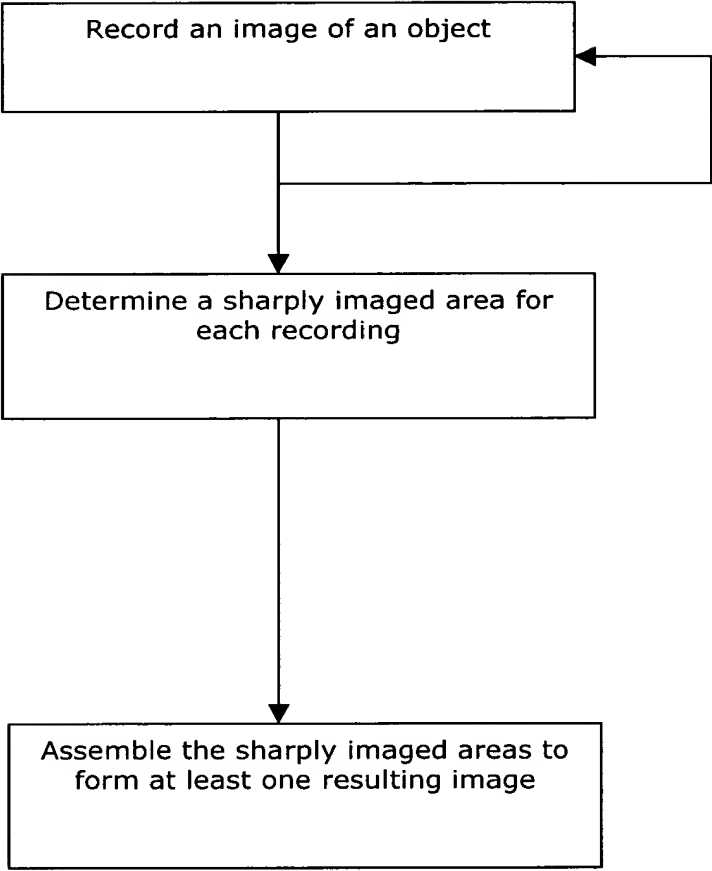 Record an image of an object
Determine a sharply imaged area for
each recording
Assemble the sharply imaged areas to
form at least one resulting image